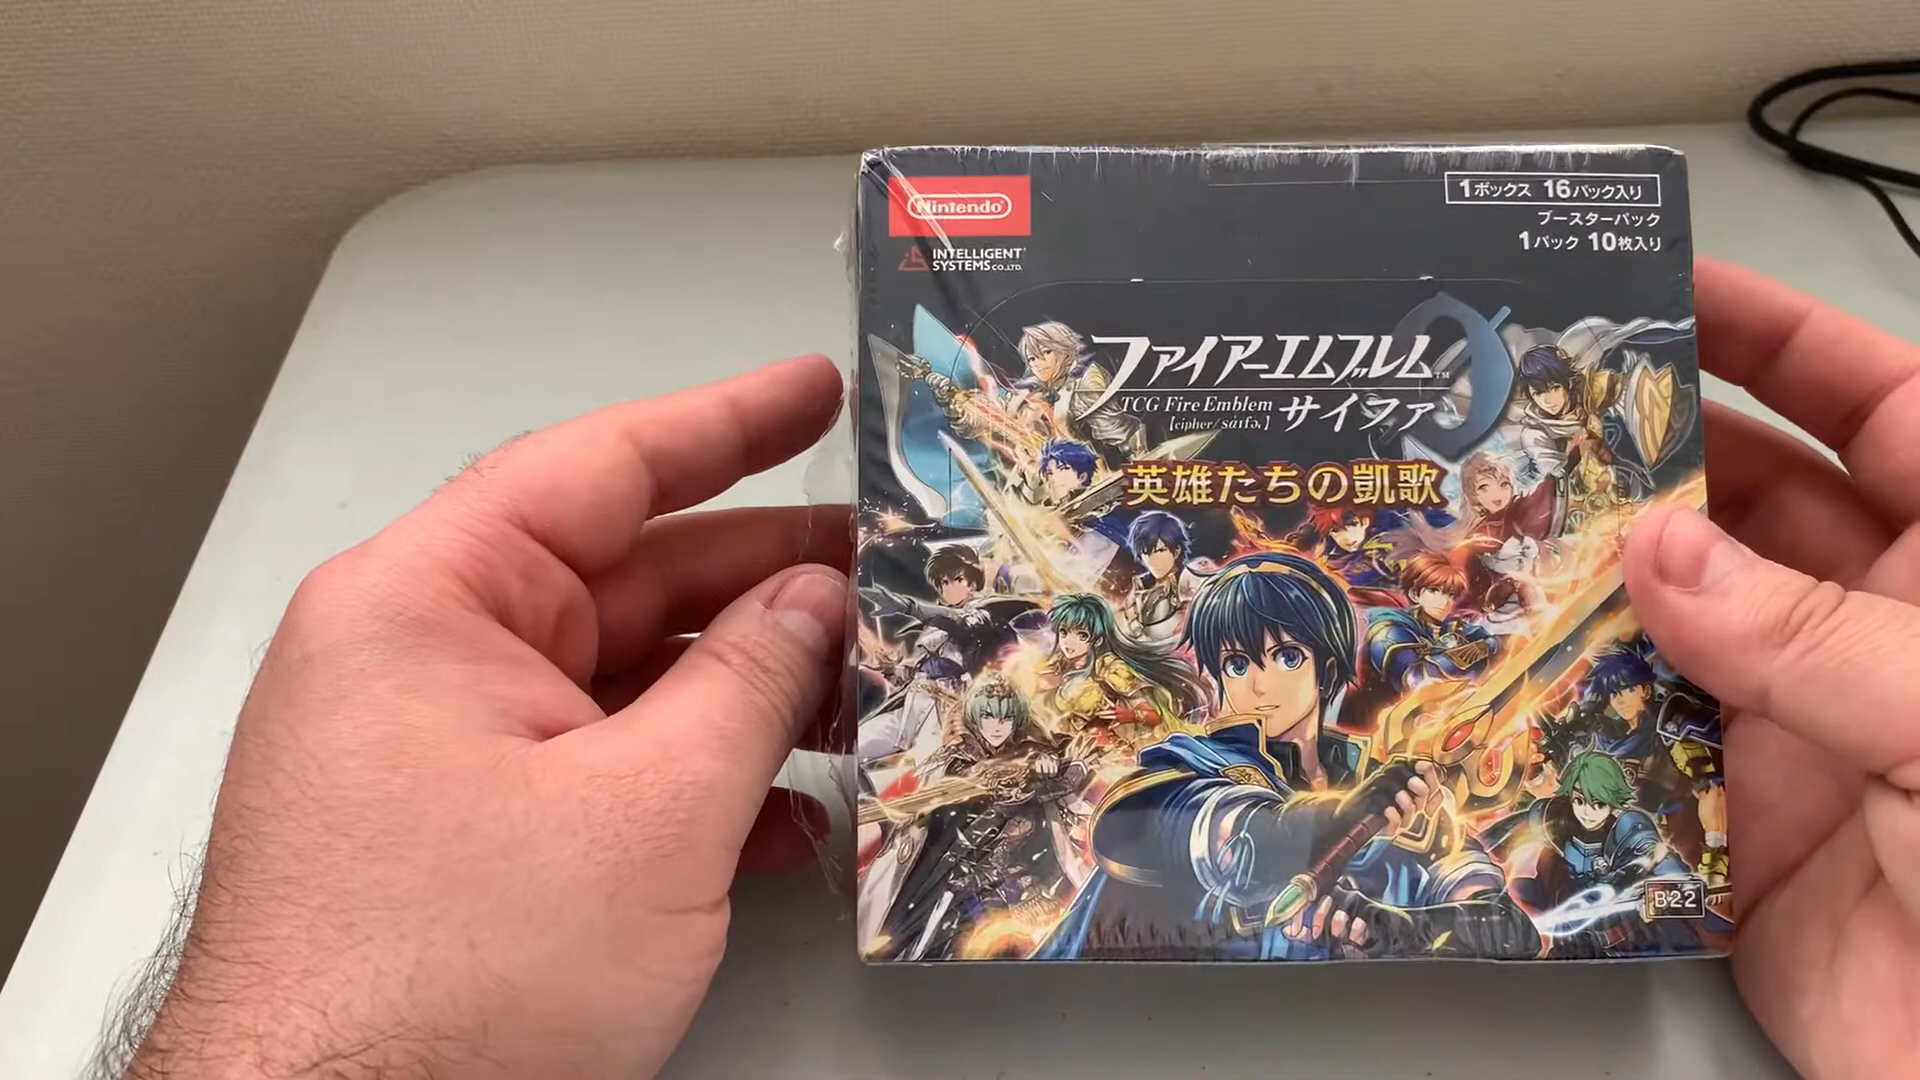 Nintendo
INTELLIGENT
SYSTEMS CO.,LTD.
1ボックス 16パック入り
ブースターパック
1パック 10枚入り
ファイアーエムブレム™
TCG Fire Emblem サイファ
【cipher/sáɪfə.】
英雄たちの凱歌
B22